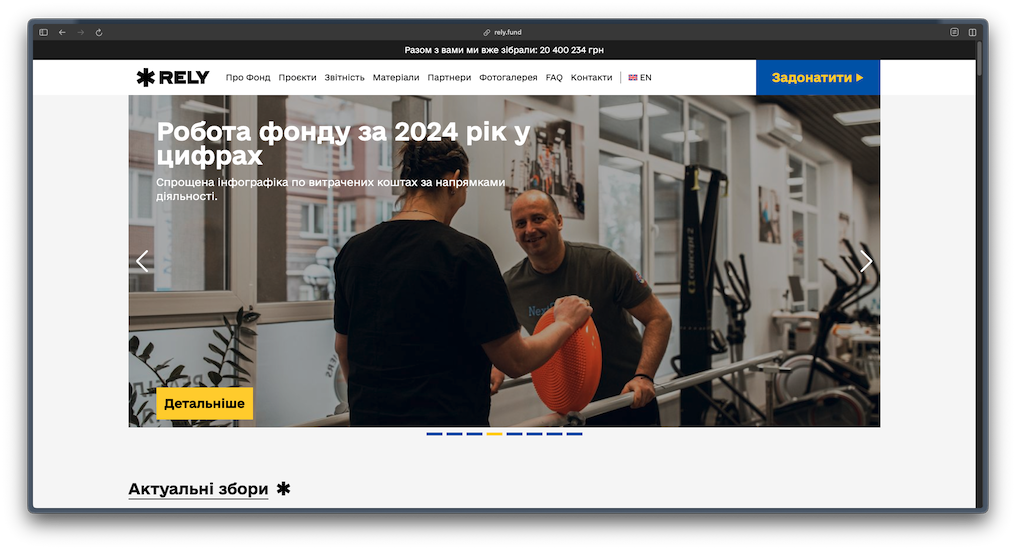 rely.fund
Разом з вами ми вже зібрали: 20 400 234 грн
RELY
Про Фонд Проєкти Звітність Матеріали Партнери Фотогалерея FAQ Контакти EN
Задонатити
Робота фонду за 2024 рік у
цифрах
Спрощена інфографіка по витрачених коштах за напрямками
діяльності.
concept 2
Детальніше
Актуальні збори